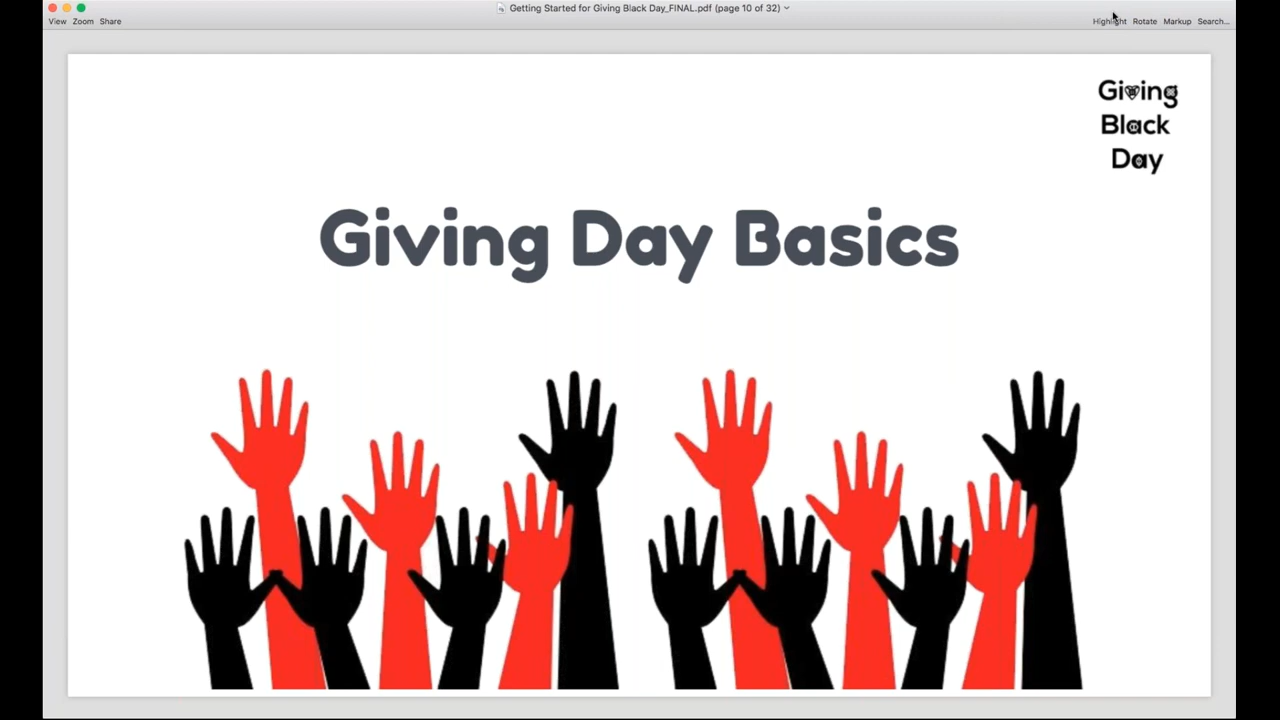 Getting Started for Giving Black Day_FINAL.pdf (page 10 of 32)
View Zoom Share
Highlight Rotate Markup Search...
Giving
Black
Day
Giving Day Basics